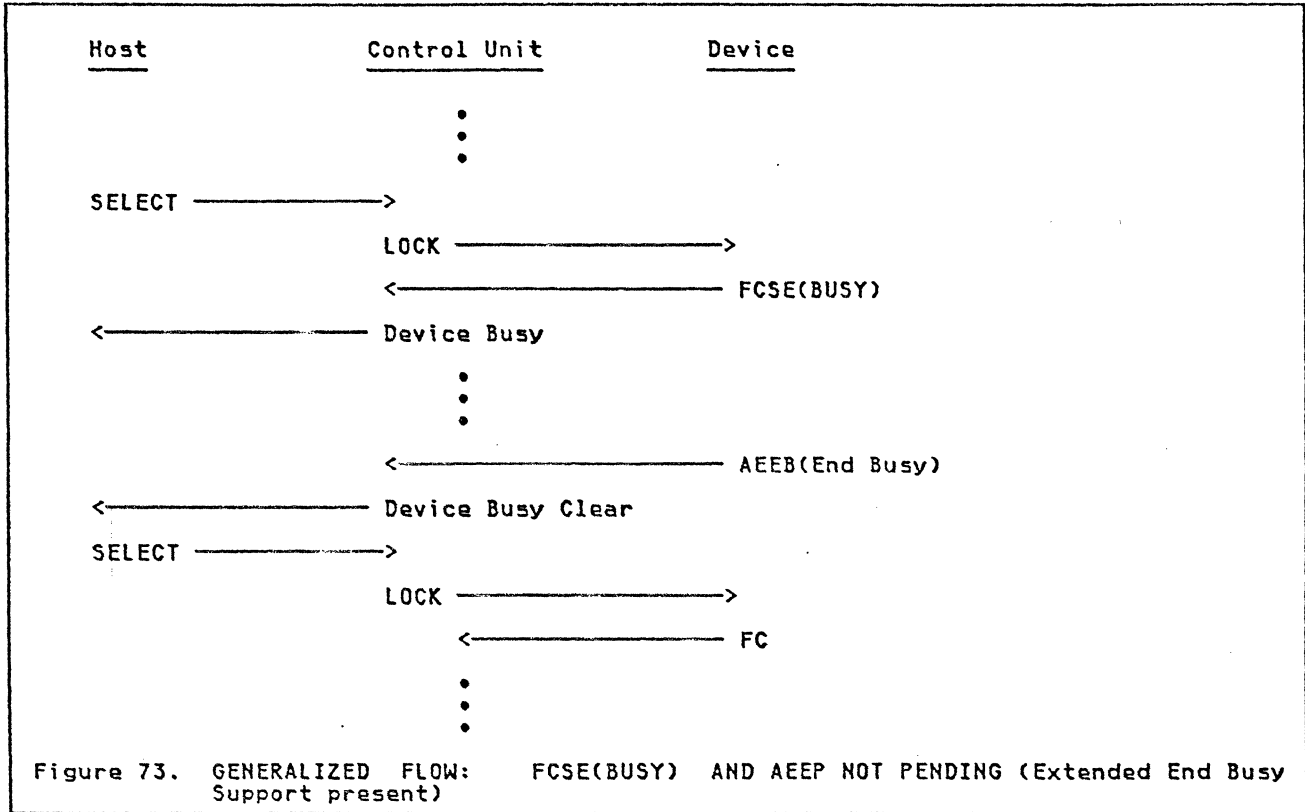 Host Control Unit Device
SELECT
LOCK
FCSE(BUSY)
Device Busy
AEEB(End Busy)
Device Busy Clear
SELECT
LOCK
FC
Figure 73. GENERALIZED FLOW: FCSE(BUSY) AND AEEP NOT PENDING (Extended End Busy
Support present)